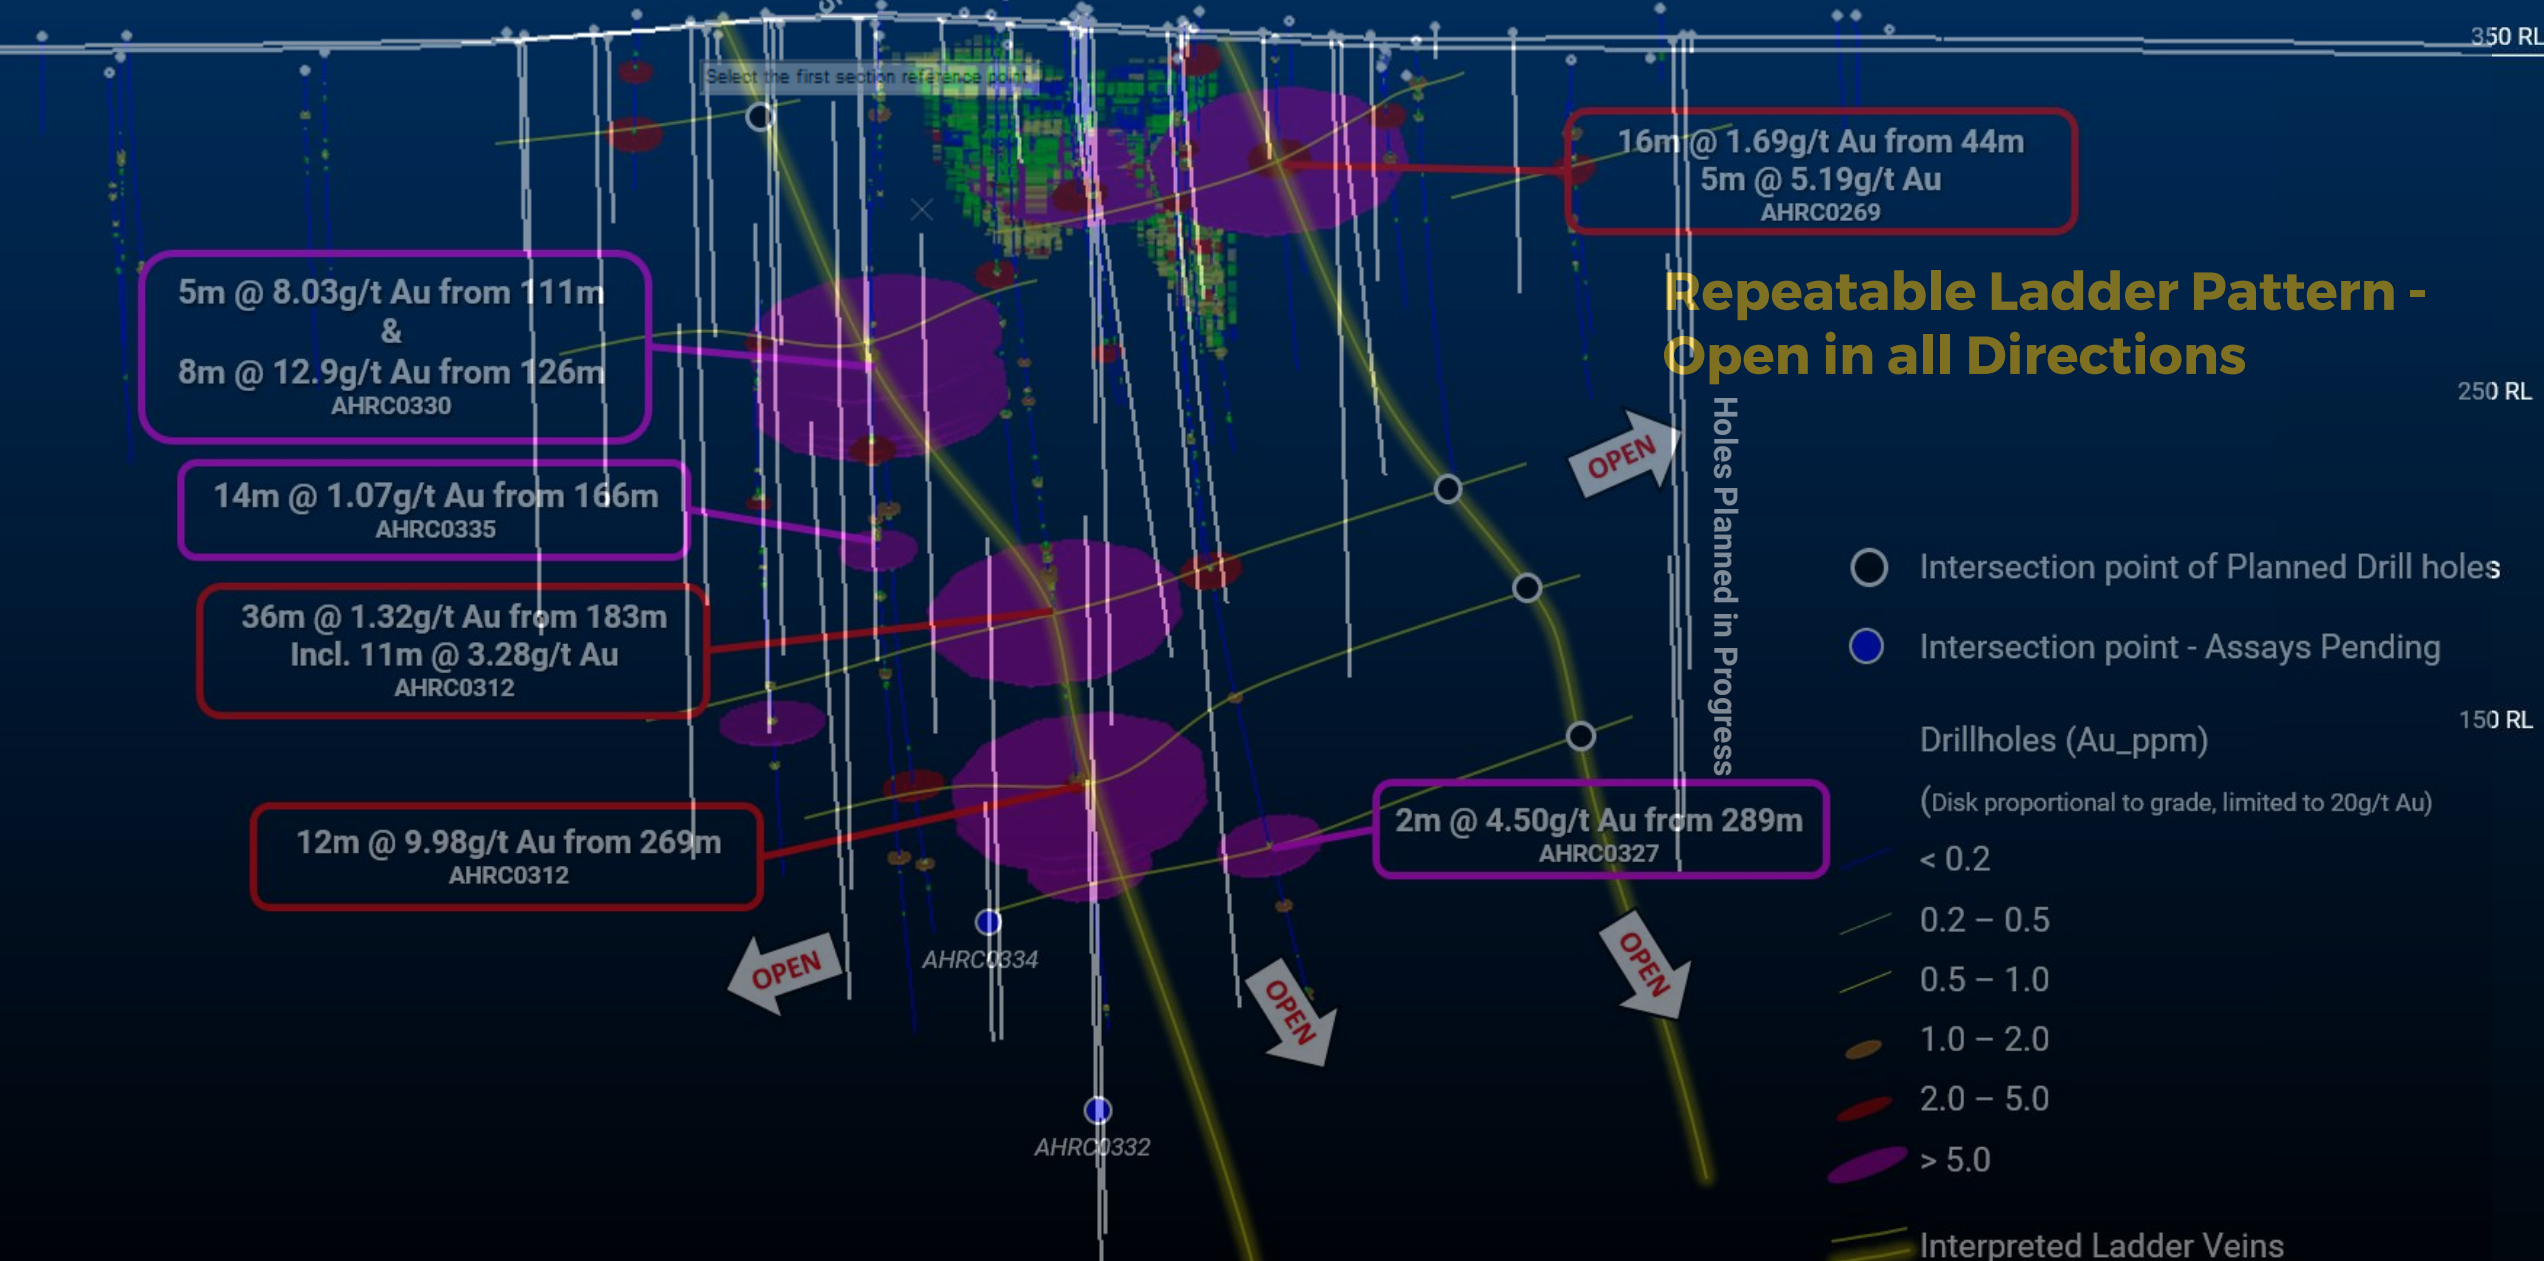 350 RL
Select the first section reference point
16m @ 1.69g/t Au from 44m
5m @ 5.19g/t Au
AHRC0269
5m @ 8.03g/t Au from 111m
&
8m @ 12.9g/t Au from 126m
AHRC0330
Repeatable Ladder Pattern -
Open in all Directions
250 RL
OPEN
Holes Planned in Progress
14m @ 1.07g/t Au from 166m
AHRC0335
36m @ 1.32g/t Au from 183m
Incl. 11m @ 3.28g/t Au
AHRC0312
Intersection point of Planned Drill holes
Intersection point - Assays Pending
150 RL
Drillholes (Au_ppm)
(Disk proportional to grade, limited to 20g/t Au)
12m @ 9.98g/t Au from 269m
AHRC0312
2m @ 4.50g/t Au from 289m
AHRC0327
< 0.2
0.2 – 0.5
0.5 – 1.0
1.0 – 2.0
2.0 – 5.0
> 5.0
OPEN
AHRC0334
OPEN
OPEN
AHRC0332
Interpreted Ladder Veins